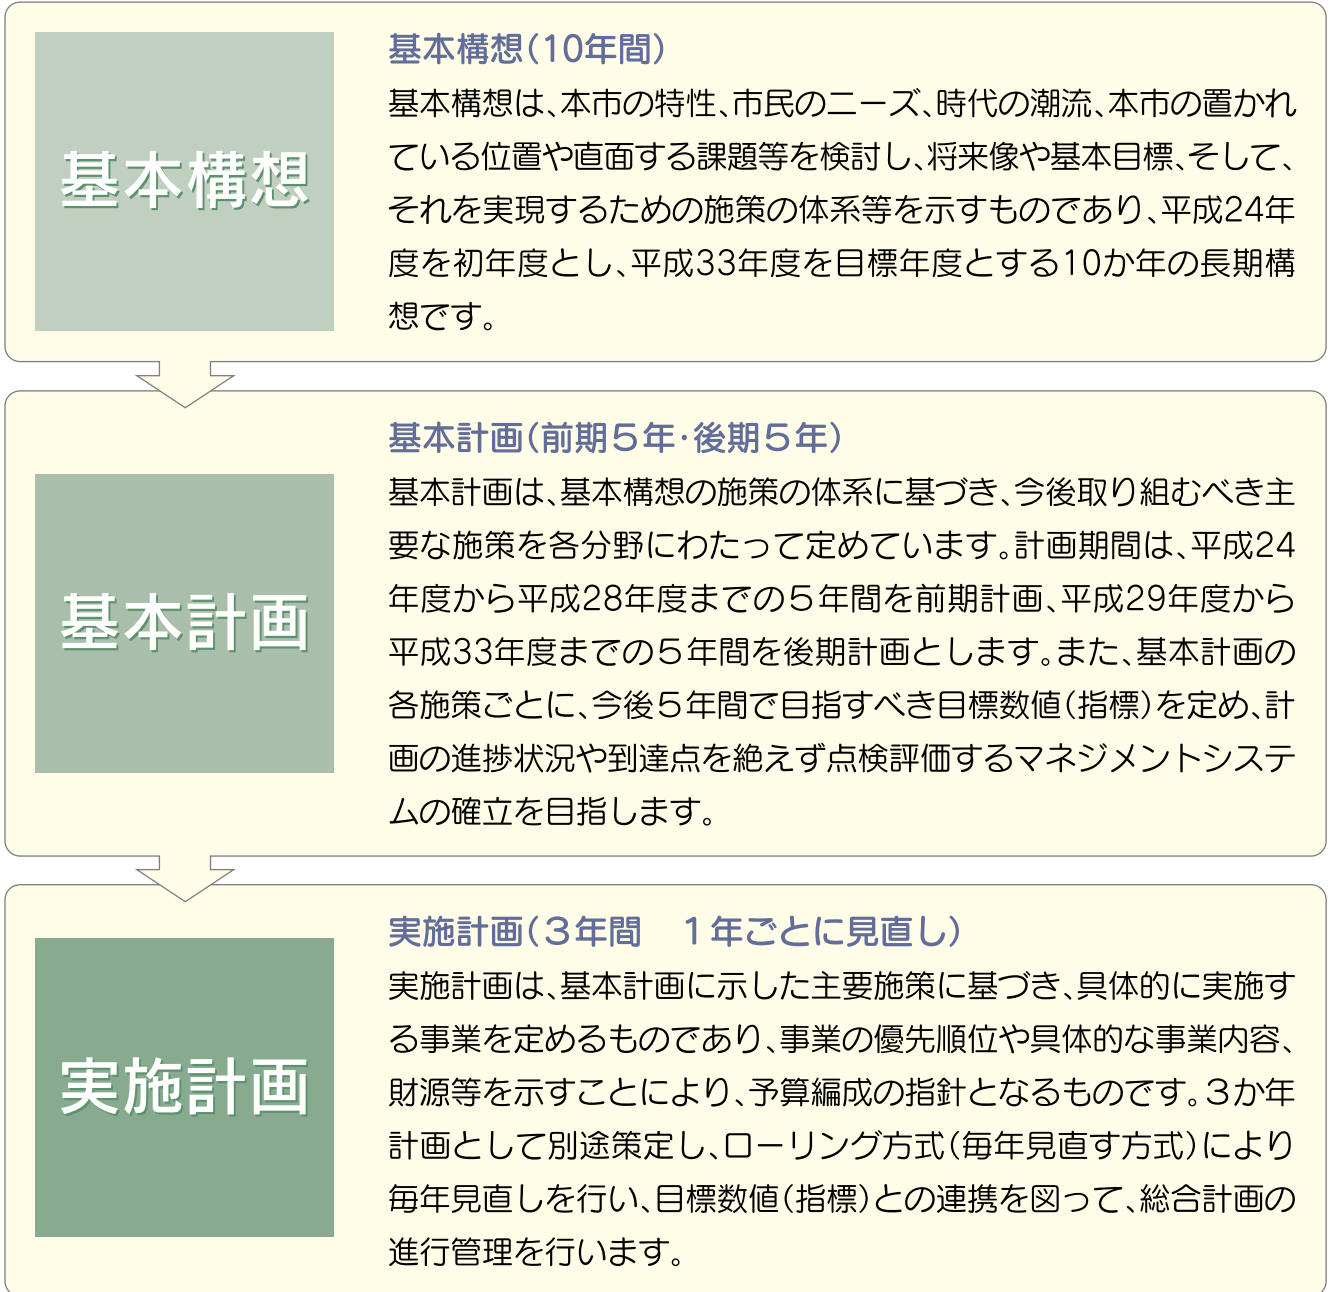 基本構想
基本構想(10年間)
基本構想は、本市の特性、市民のニーズ、時代の潮流、本市の置かれ
ている位置や直面する課題等を検討し、将来像や基本目標、そして、
それを実現するための施策の体系等を示すものであり、平成24年
度を初年度とし、平成33年度を目標年度とする10か年の長期構
想です。
基本計画
基本計画(前期5年・後期5年)
基本計画は、基本構想の施策の体系に基づき、今後取り組むべき主
要な施策を各分野にわたって定めています。計画期間は、平成24
年度から平成28年度までの5年間を前期計画、平成29年度から
平成33年度までの5年間を後期計画とします。また、基本計画の
各施策ごとに、今後5年間で目指すべき目標数値(指標)を定め、計
画の進捗状況や到達点を絶えず点検評価するマネジメントシステ
ムの確立を目指します。
実施計画
実施計画(3年間　1年ごとに見直し)
実施計画は、基本計画に示した主要施策に基づき、具体的に実施す
る事業を定めるものであり、事業の優先順位や具体的な事業内容、
財源等を示すことにより、予算編成の指針となるものです。3か年
計画として別途策定し、ローリング方式(毎年見直す方式)により
毎年見直しを行い、目標数値(指標)との連携を図って、総合計画の
進行管理を行います。